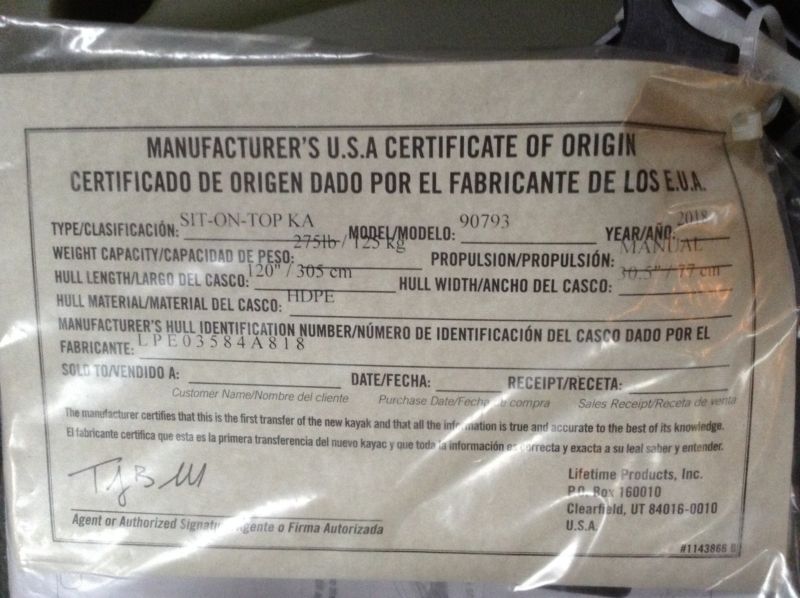 MANUFACTURER'S U.S.A CERTIFICATE OF ORIGIN
CERTIFICADO DE ORIGEN DADO POR EL FABRICANTE DE LOS E.U.A.
TYPE/CLASIFICACIÓN: SIT-ON-TOP KA MODEL/MODELO: 90793 YEAR/AÑO: 2018
WEIGHT CAPACITY/CAPACIDAD DE PESO: 275lb / 125 kg PROPULSION/PROPULSIÓN: MANUAL
HULL LENGTH/LARGO DEL CASCO: 120" / 305 cm HULL WIDTH/ANCHO DEL CASCO: 30.5" / 77 cm
HULL MATERIAL/MATERIAL DEL CASCO: HDPE
MANUFACTURER'S HULL IDENTIFICATION NUMBER/NÚMERO DE IDENTIFICACIÓN DEL CASCO DADO POR EL
FABRICANTE: LPE03584A818
SOLD TO/VENDIDO A: DATE/FECHA: RECEIPT/RECETA:
Customer Name/Nombre del cliente Purchase Date/Fecha compra Sales Receipt/Receta de venta
The manufacturer certifies that this is the first transfer of the new kayak and that all the information is true and accurate to the best of its knowledge.
El fabricante certifica que esta es la primera transferencia del nuevo kayac y que toda la información es correcta y exacta a su leal saber y entender.
Agent or Authorized Signature/Agente o Firma Autorizada
Lifetime Products, Inc.
P.O. Box 160010
Clearfield, UT 84016-0010
U.S.A.
#1143866 B